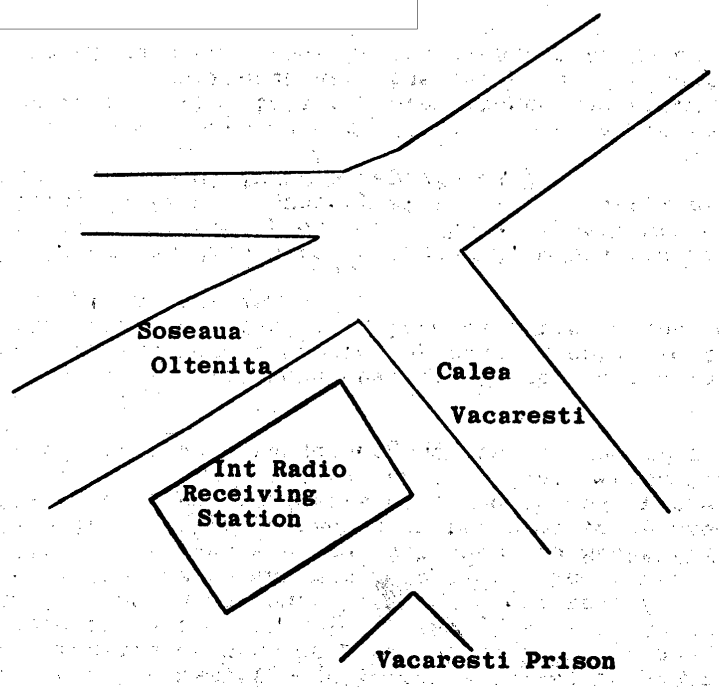 Soseaua
Oltenita
Calea
Vacaresti
Int Radio
Receiving
Station
Vacaresti Prison